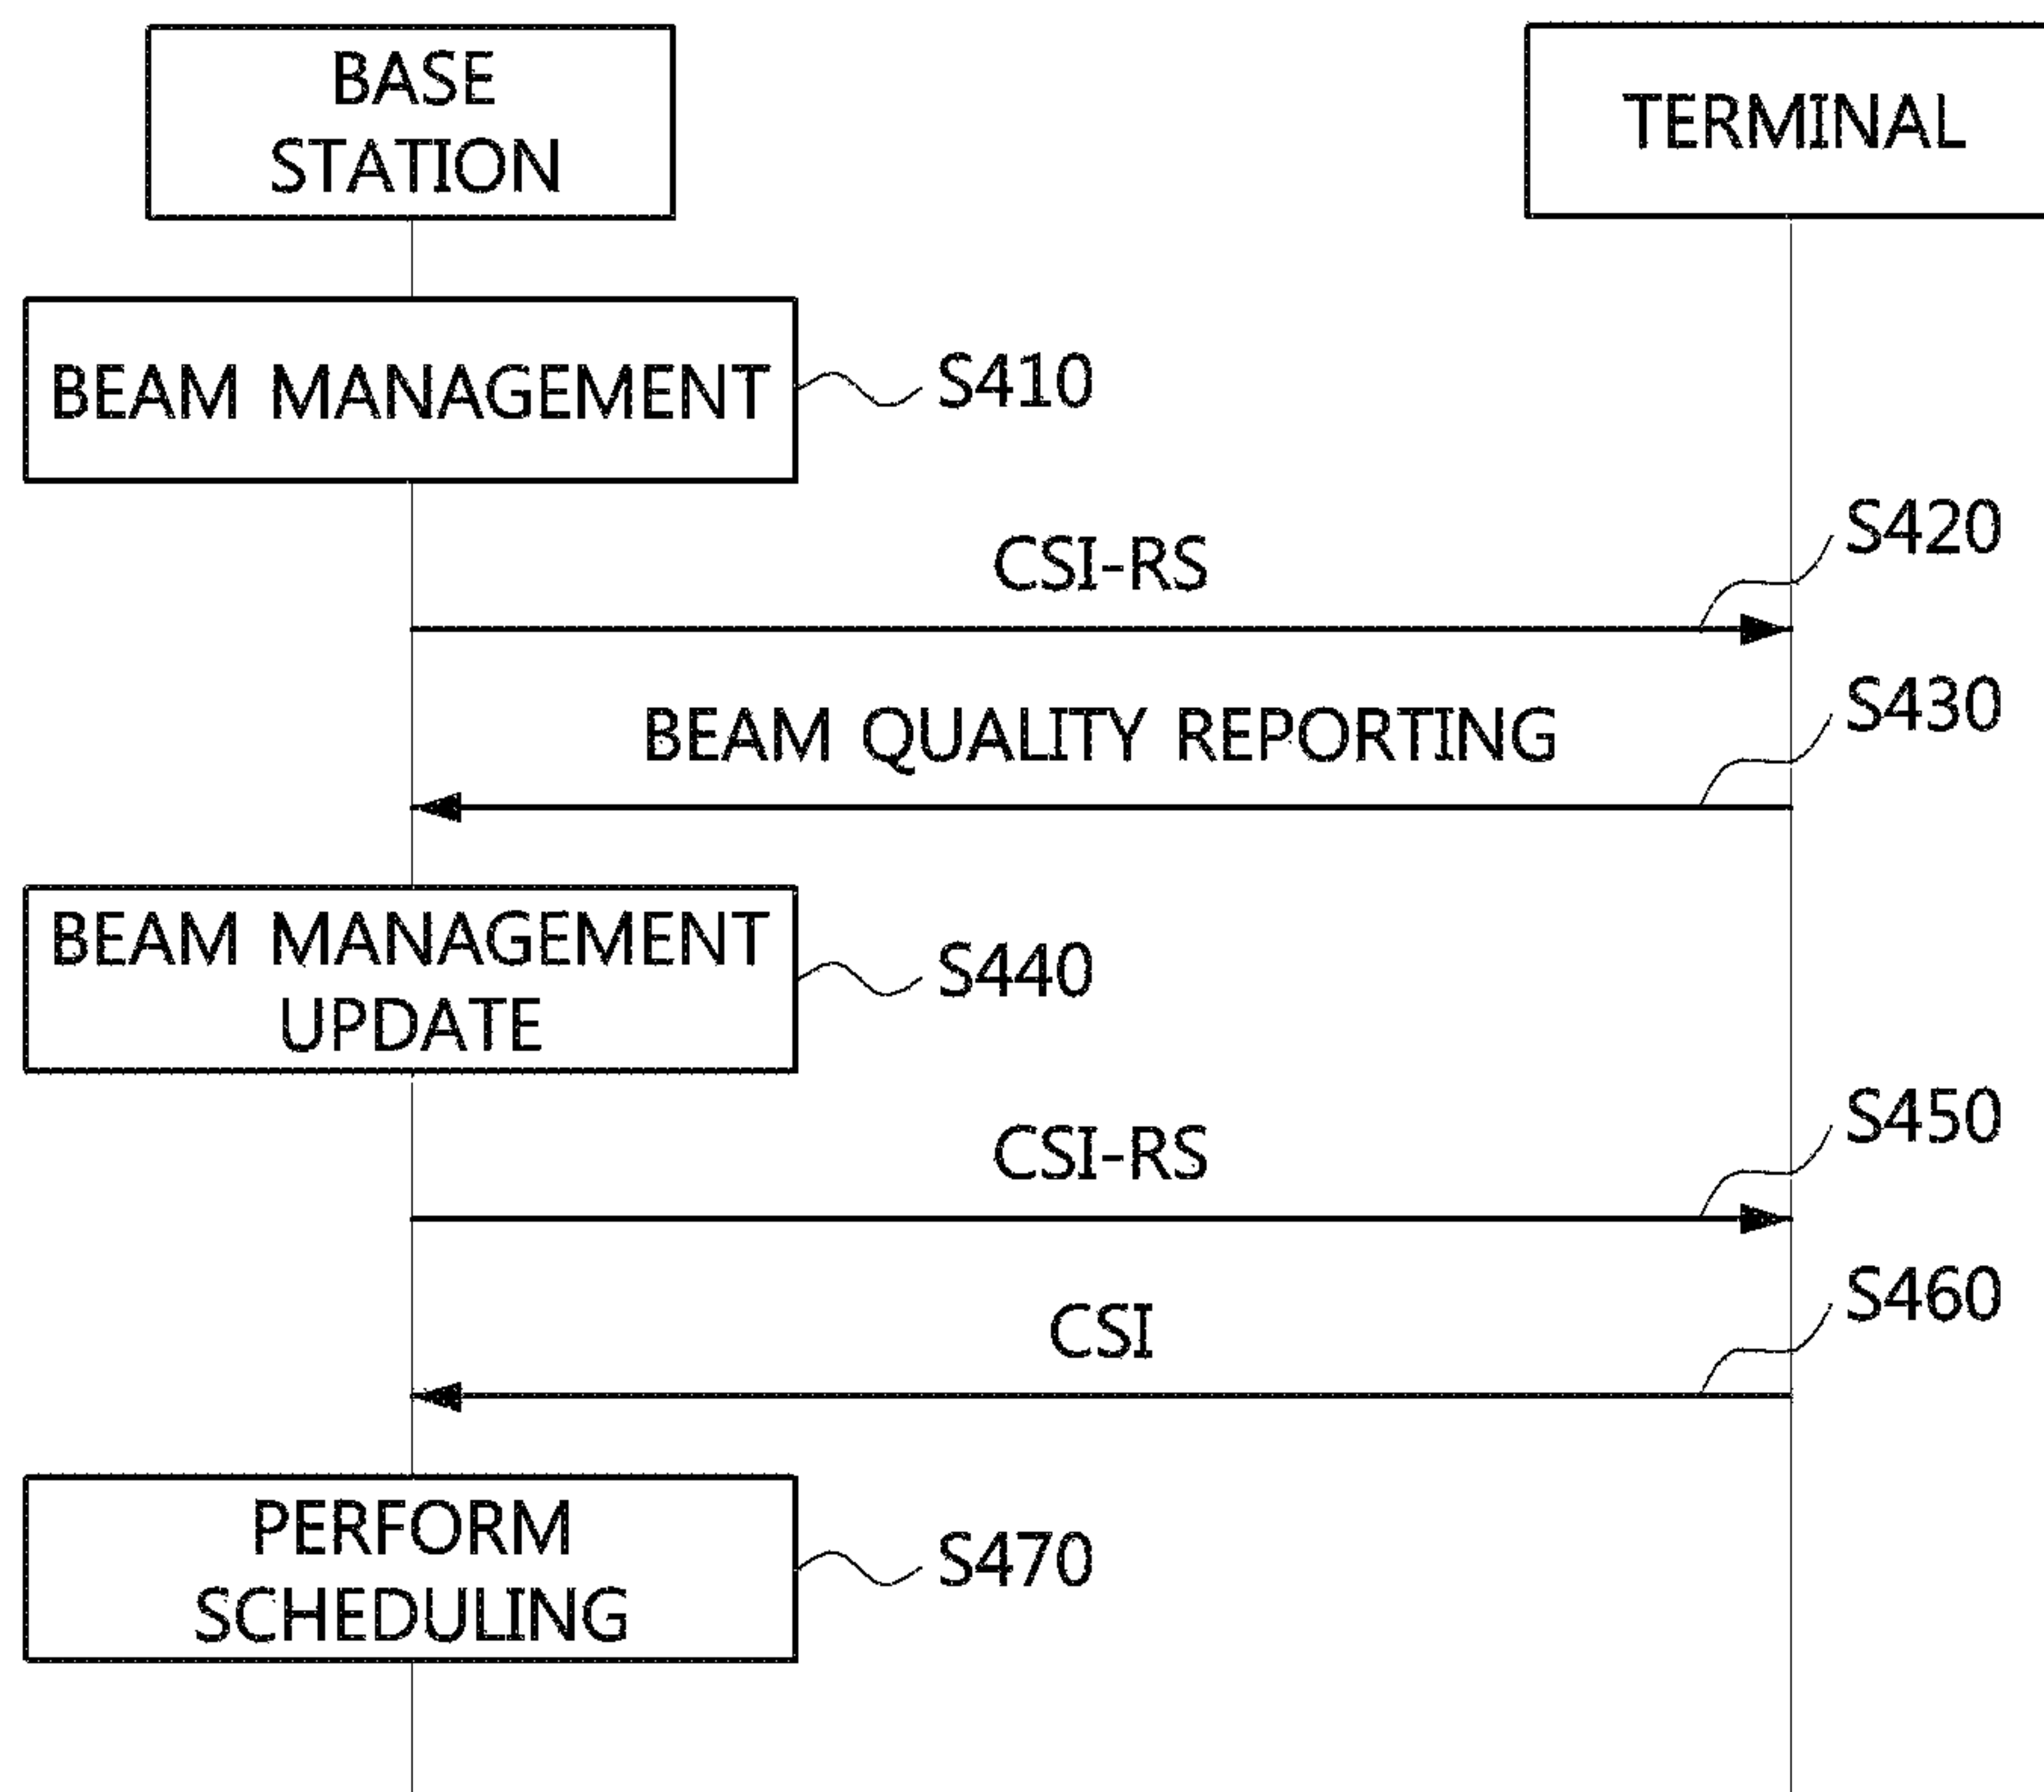 BASE
STATION
TERMINAL
BEAM MANAGEMENT
S410
CSI-RS
S420
BEAM QUALITY REPORTING
S430
BEAM MANAGEMENT
UPDATE
S440
CSI-RS
S450
CSI
S460
PERFORM
SCHEDULING
S470